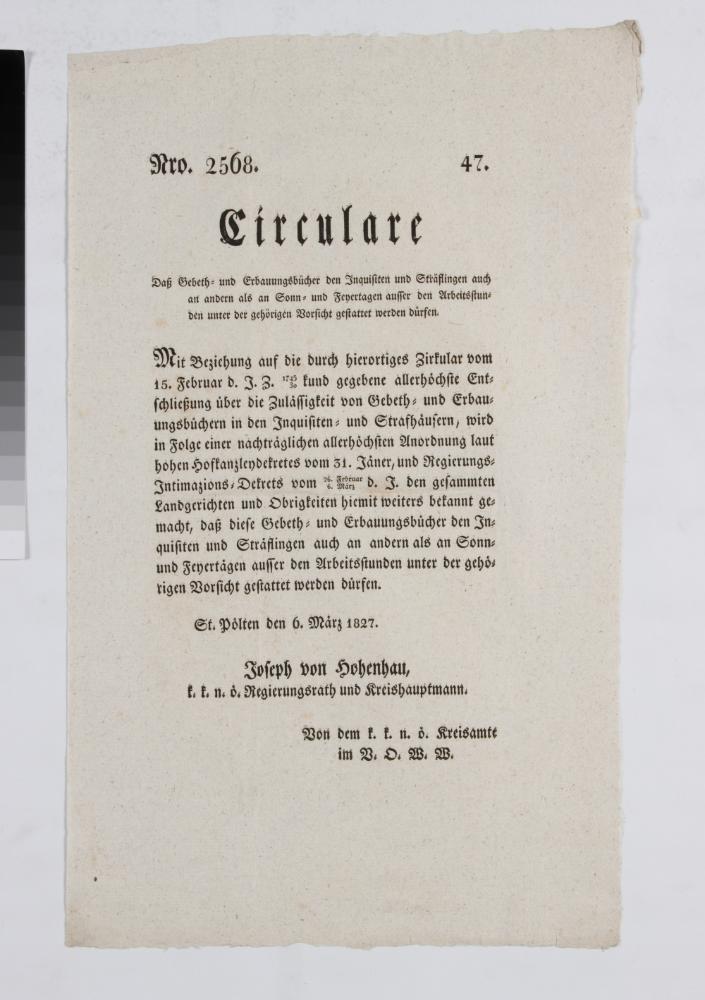 Nro. 2568. 47.
Circulare
Daß Gebeth- und Erbauungsbücher den Inquisiten und Sträflingen auch
an andern als an Sonn- und Feyertagen ausser den Arbeitsstun-
den unter der gehörigen Vorsicht gestattet werden dürfen.
Mit Beziehung auf die durch hierortiges Zirkular vom
15. Februar d. J. Z. kund gegebene allerhöchste Ent-
schließung über die Zulässigkeit von Gebeth- und Erbau-
ungsbüchern in den Inquisiten- und Strafhäusern, wird
in Folge einer nachträglichen allerhöchsten Anordnung laut
hohen Hofkanzleydekretes vom 31. Jäner, und Regierungs-
Intimazions-Dekrets vom 26. Februar 6. März d. J. den gesammten
Landgerichten und Obrigkeiten hiemit weiters bekannt ge-
macht, daß diese Gebeth- und Erbauungsbücher den In-
quisiten und Sträflingen auch an andern als an Sonn-
und Feyertägen ausser den Arbeitsstunden unter der gehö-
rigen Vorsicht gestattet werden dürfen.
St. Pölten den 6. März 1827.
Joseph von Hohenhau,
k. k. n. ö. Regierungsrath und Kreishauptmann.
Von dem k. k. n. ö. Kreisamte
im V. O. W. W.